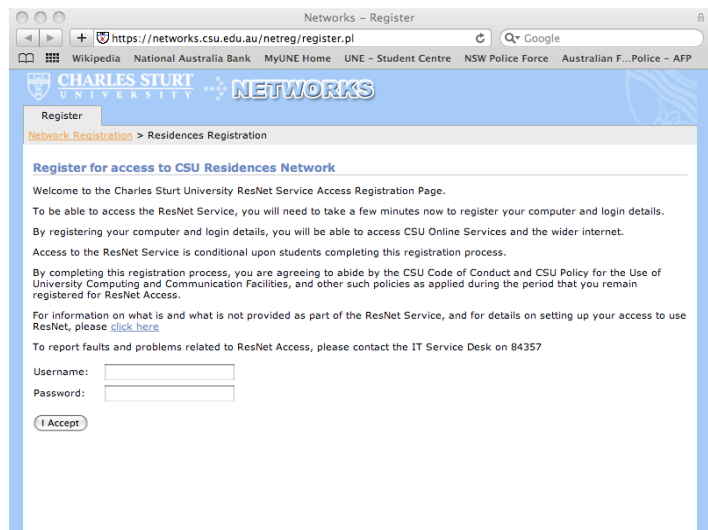 Networks – Register
https://networks.csu.edu.au/netreg/register.pl
Google
Wikipedia National Australia Bank MyUNE Home UNE – Student Centre NSW Police Force Australian F...Police – AFP
CHARLES STURT
UNIVERSITY
NETWORKS
Register
Network Registration > Residences Registration
Register for access to CSU Residences Network
Welcome to the Charles Sturt University ResNet Service Access Registration Page.
To be able to access the ResNet Service, you will need to take a few minutes now to register your computer and login details.
By registering your computer and login details, you will be able to access CSU Online Services and the wider internet.
Access to the ResNet Service is conditional upon students completing this registration process.
By completing this registration process, you are agreeing to abide by the CSU Code of Conduct and CSU Policy for the Use of
University Computing and Communication Facilities, and other such policies as applied during the period that you remain
registered for ResNet Access.
For information on what is and what is not provided as part of the ResNet Service, and for details on setting up your access to use
ResNet, please click here
To report faults and problems related to ResNet Access, please contact the IT Service Desk on 84357
Username:
Password:
I Accept